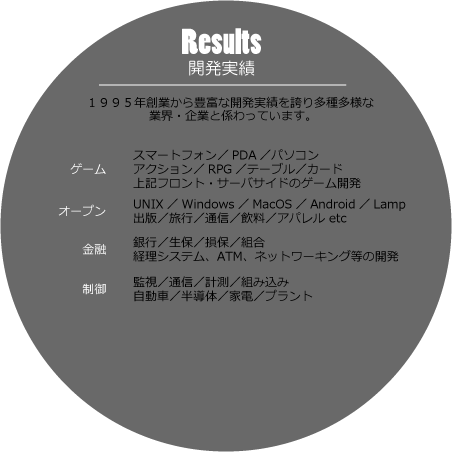 Results
開発実績
１９９５年創業から豊富な開発実績を誇り多種多様な
業界・企業と係わっています。
ゲーム
スマートフォン／ PDA ／パソコン
アクション／ RPG ／テーブル／カード
上記フロント・サーバサイドのゲーム開発
オープン
UNIX ／ Windows ／ MacOS ／ Android ／ Lamp
出版／旅行／通信／飲料／アパレル etc
金融
銀行／生保／損保／組合
経理システム、ATM、ネットワーキング等の開発
制御
監視／通信／計測／組み込み
自動車／半導体／家電／プラント